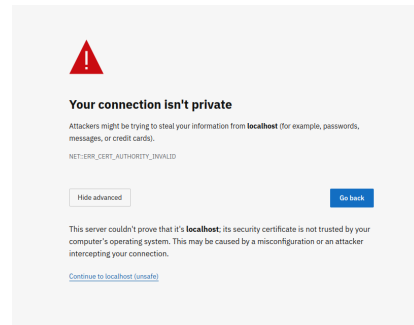 Your connection isn't private
Attackers might be trying to steal your information from localhost (for example, passwords,
messages, or credit cards).
NET::ERR_CERT_AUTHORITY_INVALID
Hide advanced
Go back
This server couldn't prove that it's localhost; its security certificate is not trusted by your
computer's operating system. This may be caused by a misconfiguration or an attacker
intercepting your connection.
Continue to localhost (unsafe)